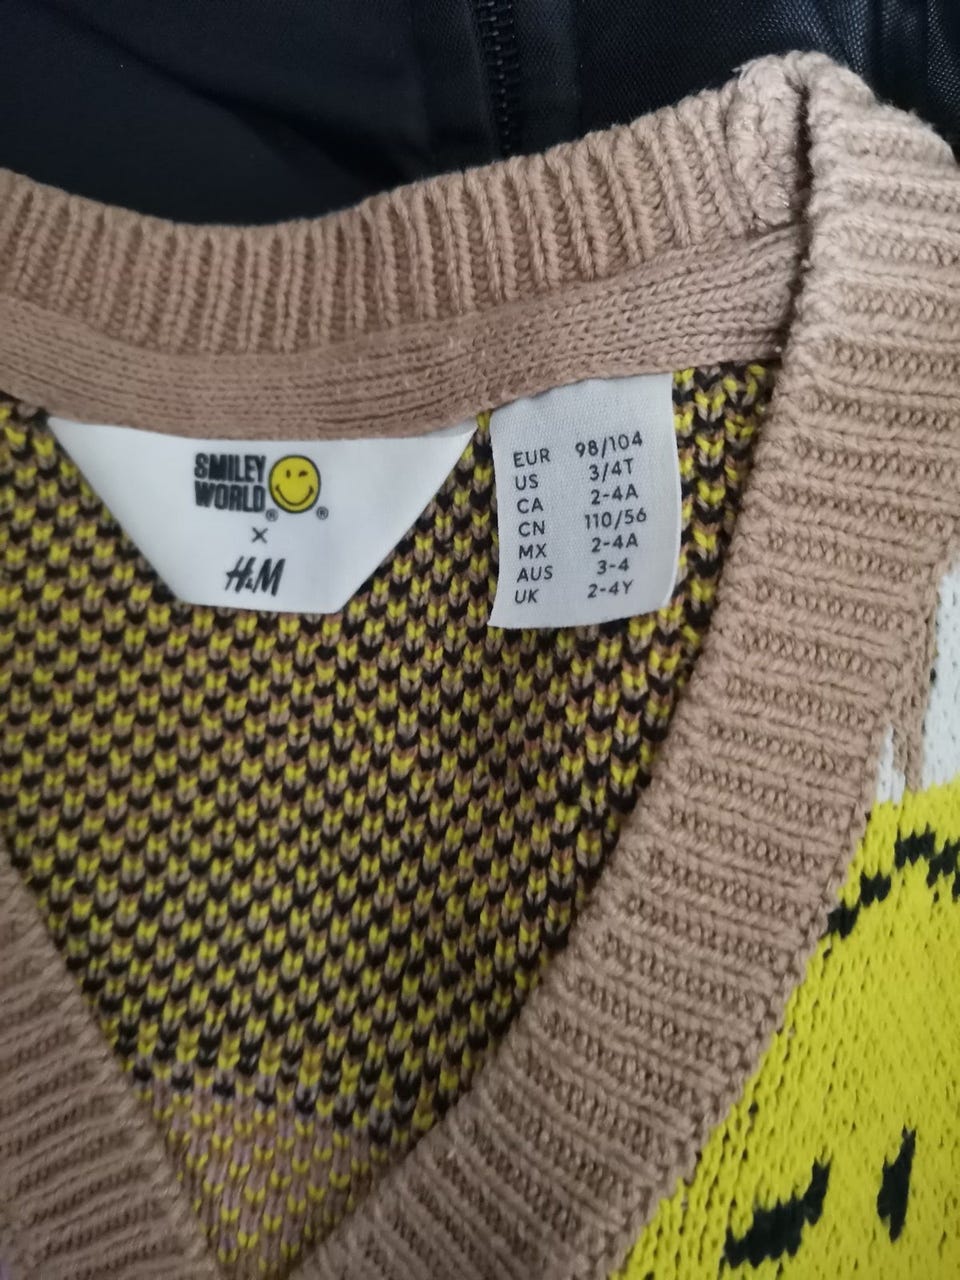 SMILEY
WORLD®
®
×
H&M
EUR 98/104
US 3/4T
CA 2-4A
CN 110/56
MX 2-4A
AUS 3-4
UK 2-4Y